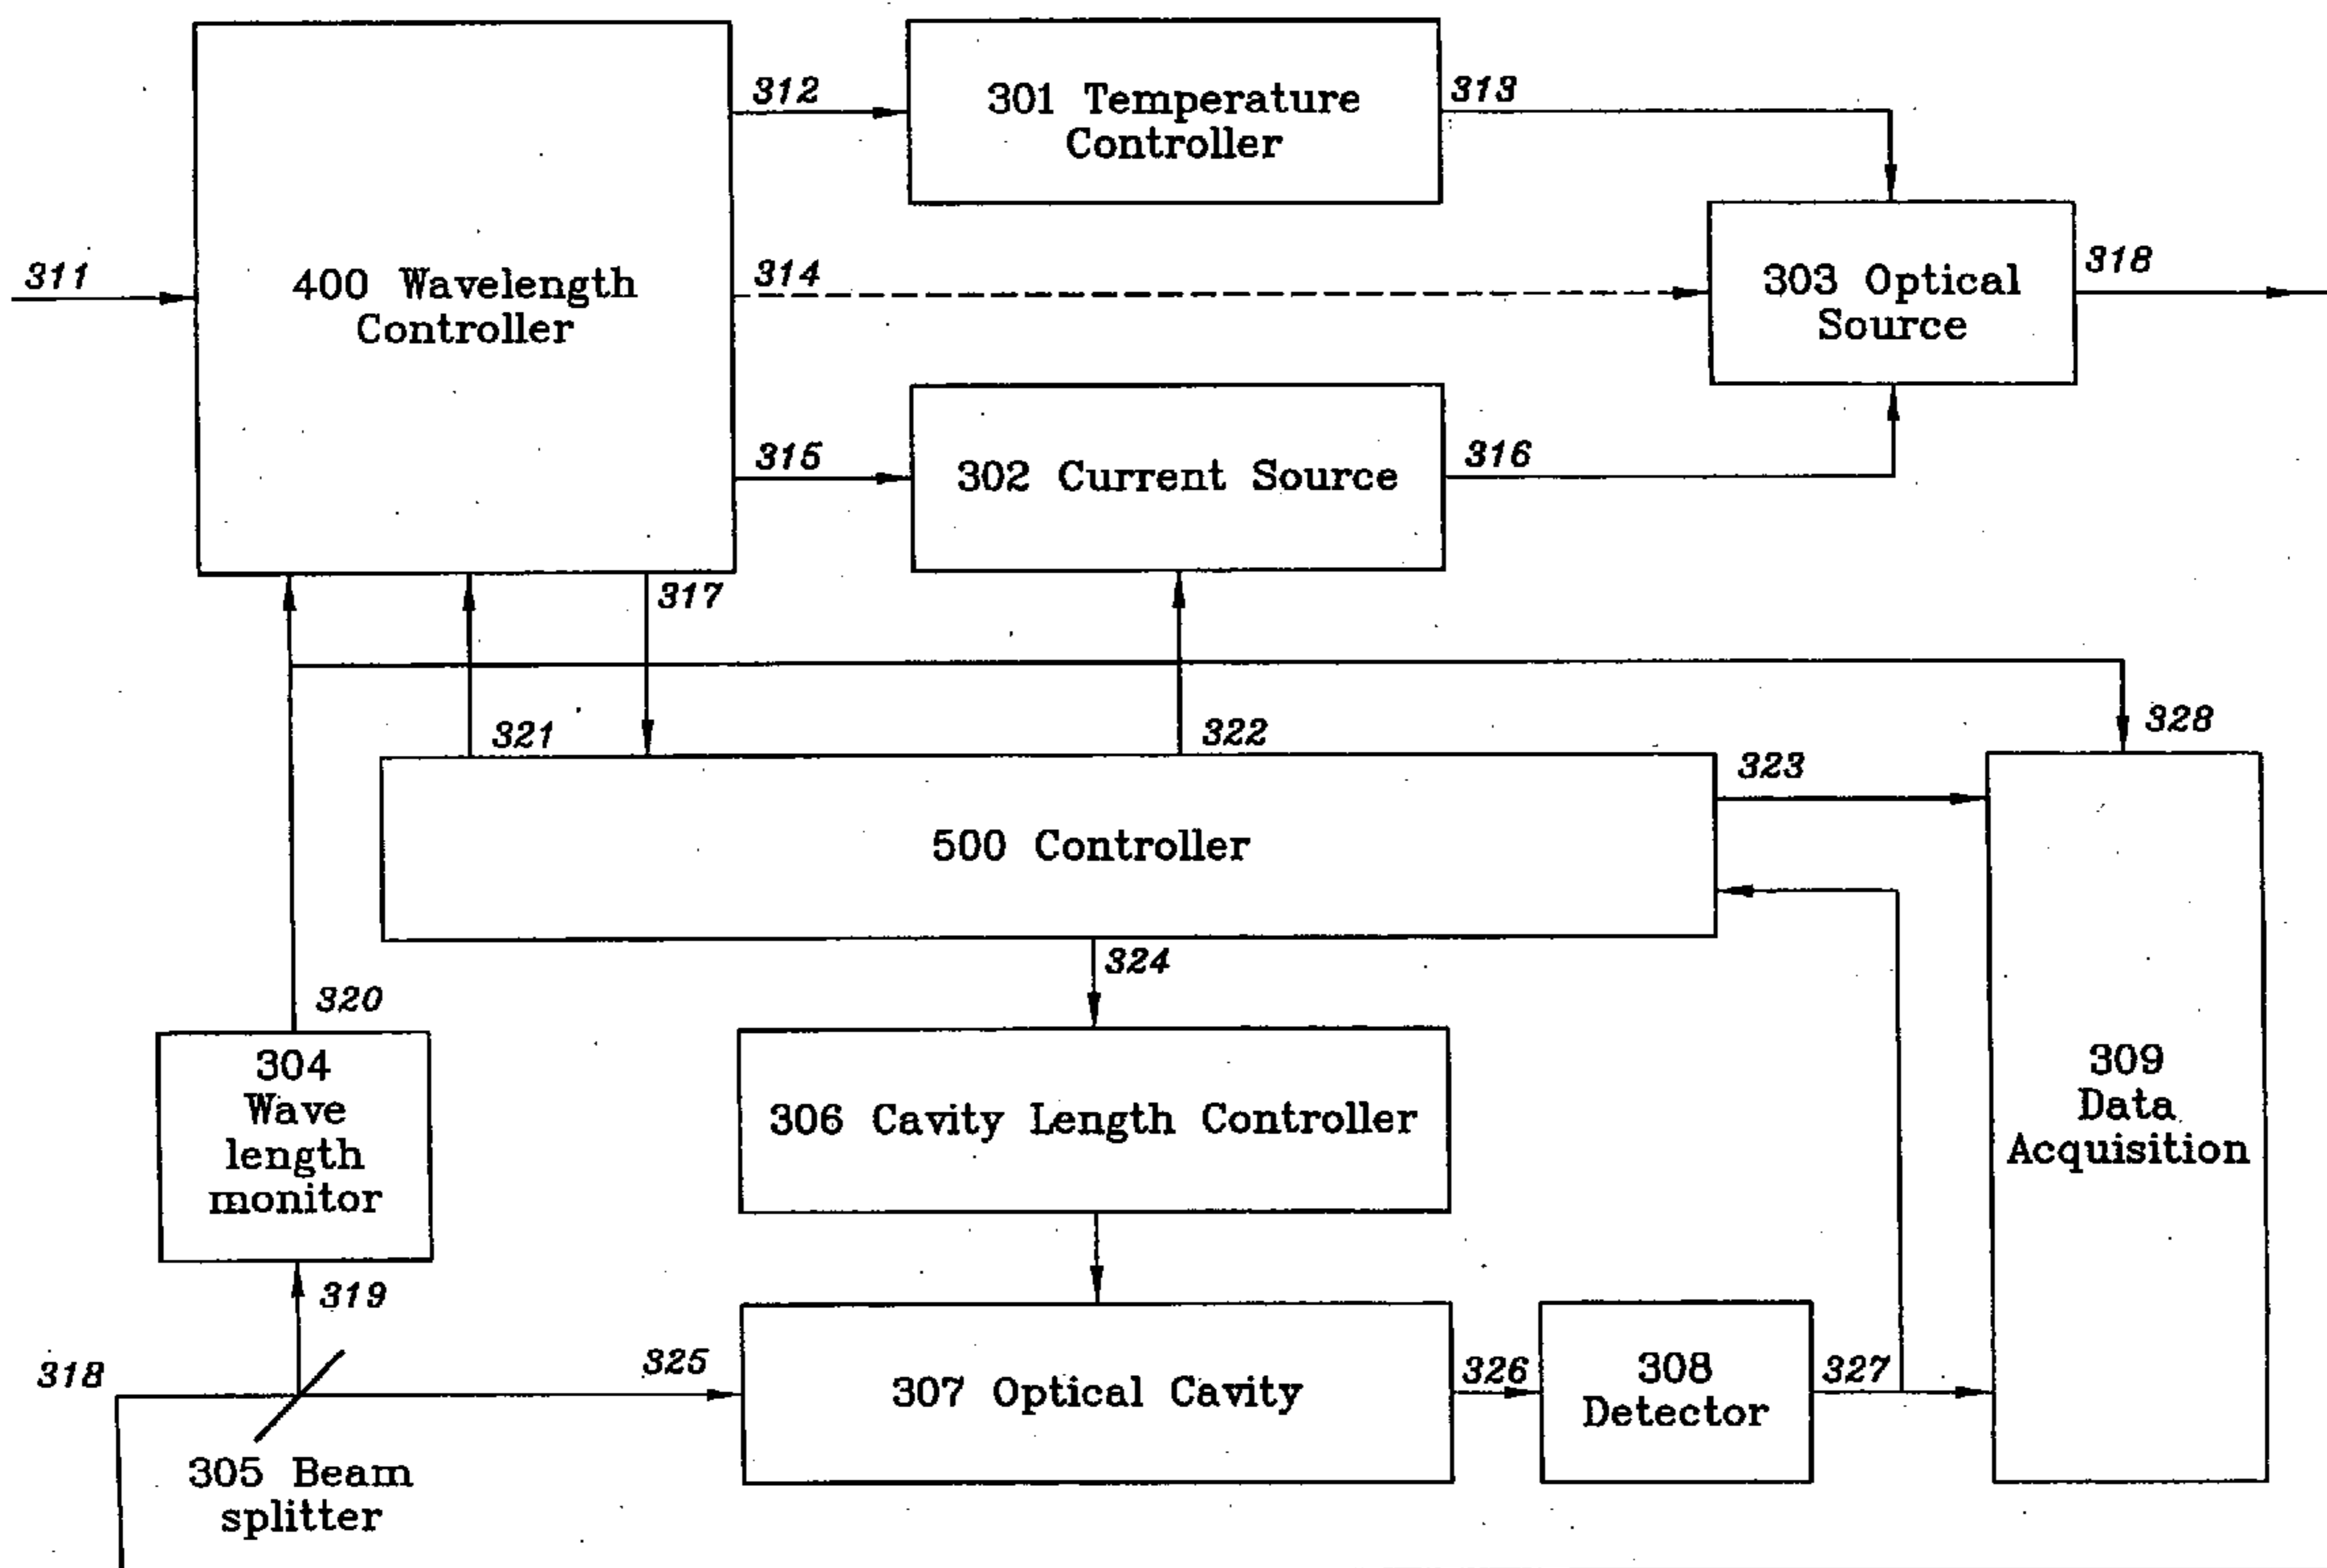 312
301 Temperature
Controller
313
311
400 Wavelength
Controller
314
303 Optical
Source
318
315
302 Current Source
316
317
321
322
323
328
500 Controller
324
320
304
Wave
length
monitor
306 Cavity Length Controller
309
Data
Acquisition
319
318
325
307 Optical Cavity
326
308
Detector
327
305 Beam
splitter